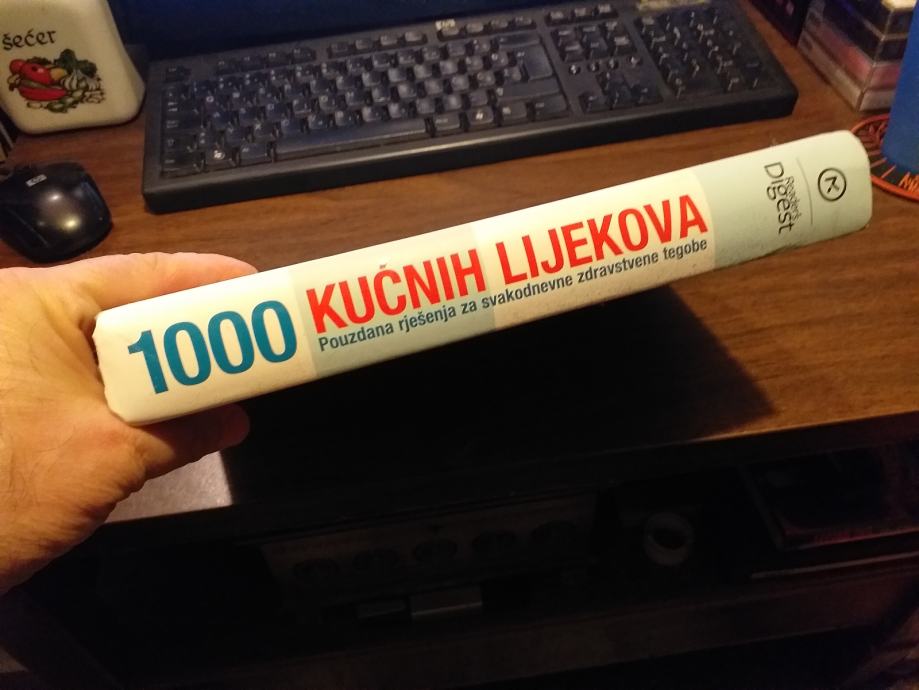 šećer
1000 KUĆNIH LIJEKOVA
Pouzdana rješenja za svakodnevne zdravstvene tegobe
Reader's
Digest